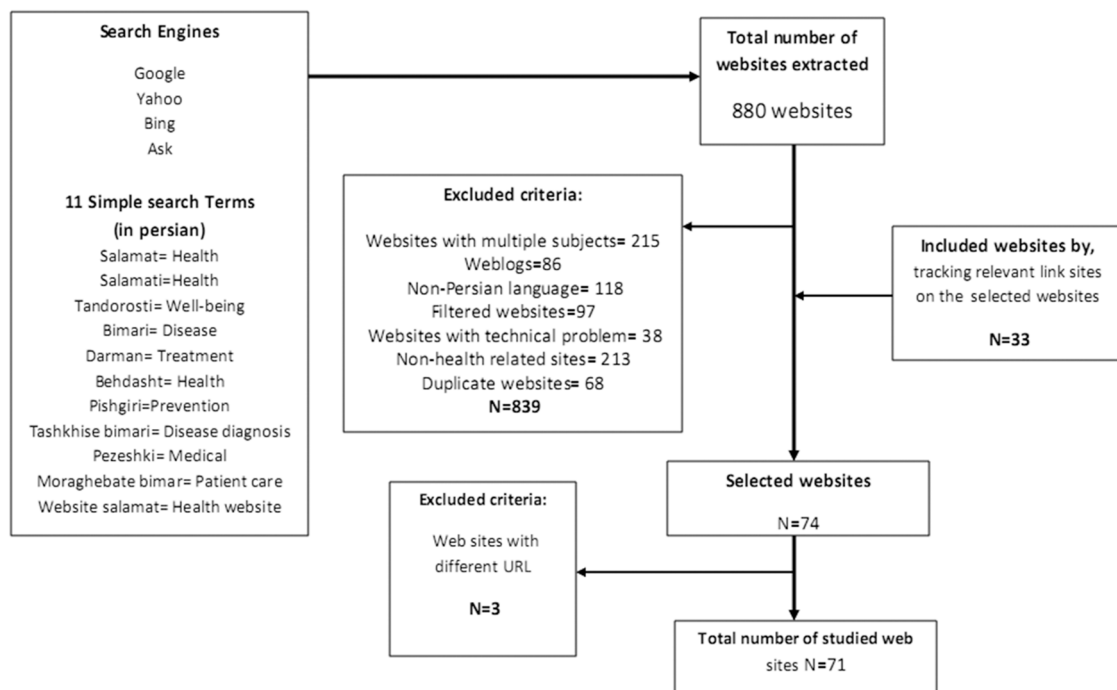 Search Engines
Google
Yahoo
Bing
Ask
11 Simple search Terms
(in persian)
Salamat= Health
Salamati=Health
Tandorosti= Well-being
Bimari= Disease
Darman= Treatment
Behdasht= Health
Pishgiri=Prevention
Tashkhise bimari= Disease diagnosis
Pezeshki= Medical
Moraghebate bimar= Patient care
Website salamat= Health website
Total number of
websites extracted
880 websites
Excluded criteria:
Websites with multiple subjects= 215
Weblogs=86
Non-Persian language= 118
Filtered websites=97
Websites with technical problem= 38
Non-health related sites= 213
Duplicate websites= 68
N=839
Included websites by,
tracking relevant link sites
on the selected websites
N=33
Selected websites
N=74
Excluded criteria:
Web sites with
different URL
N=3
Total number of studied web
sites N=71